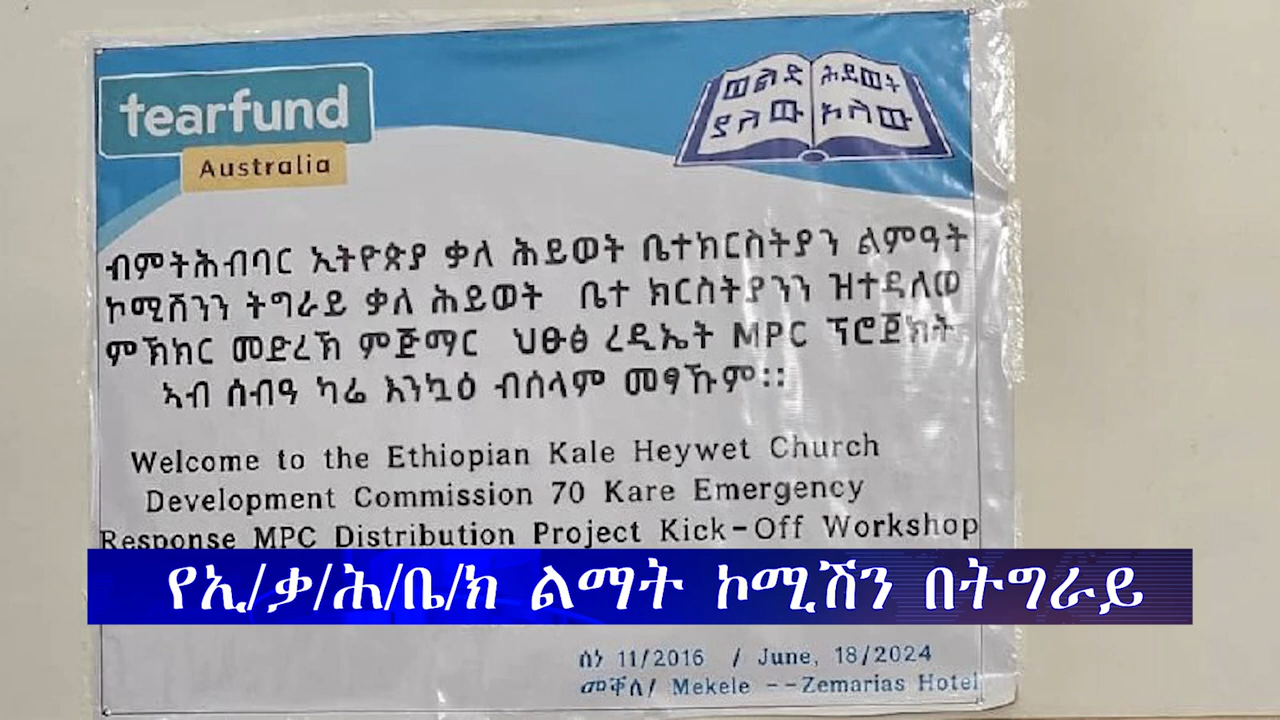 tearfund
Australia
ወልድ ሕይወት
ያለው አለው
ብምትሕብባር ኢትዮጵያ ቃለ ሕይወት ቤተክርስትያን ልምዓት
ኮሚሽንን ትግራይ ቃለ ሕይወት ቤተ ክርስትያንን ዝተዳለወ
ምኽክር መድረኽ ምጅማር ህፁፅ ረዲኤት MPC ፕሮጀክት
ኣብ ሰብዓ ካሬ እንኳዕ ብሰላም መፃኹም፡፡
Welcome to the Ethiopian Kale Heywet Church
Development Commission 70 Kare Emergency
Response MPC Distribution Project Kick-Off Workshop
የኢ/ቃ/ሕ/ቤ/ክ ልማት ኮሚሽን በትግራይ
ሰነ 11/2016 / June, 18/2024
መቐለ/ Mekele --Zemarias Hotel